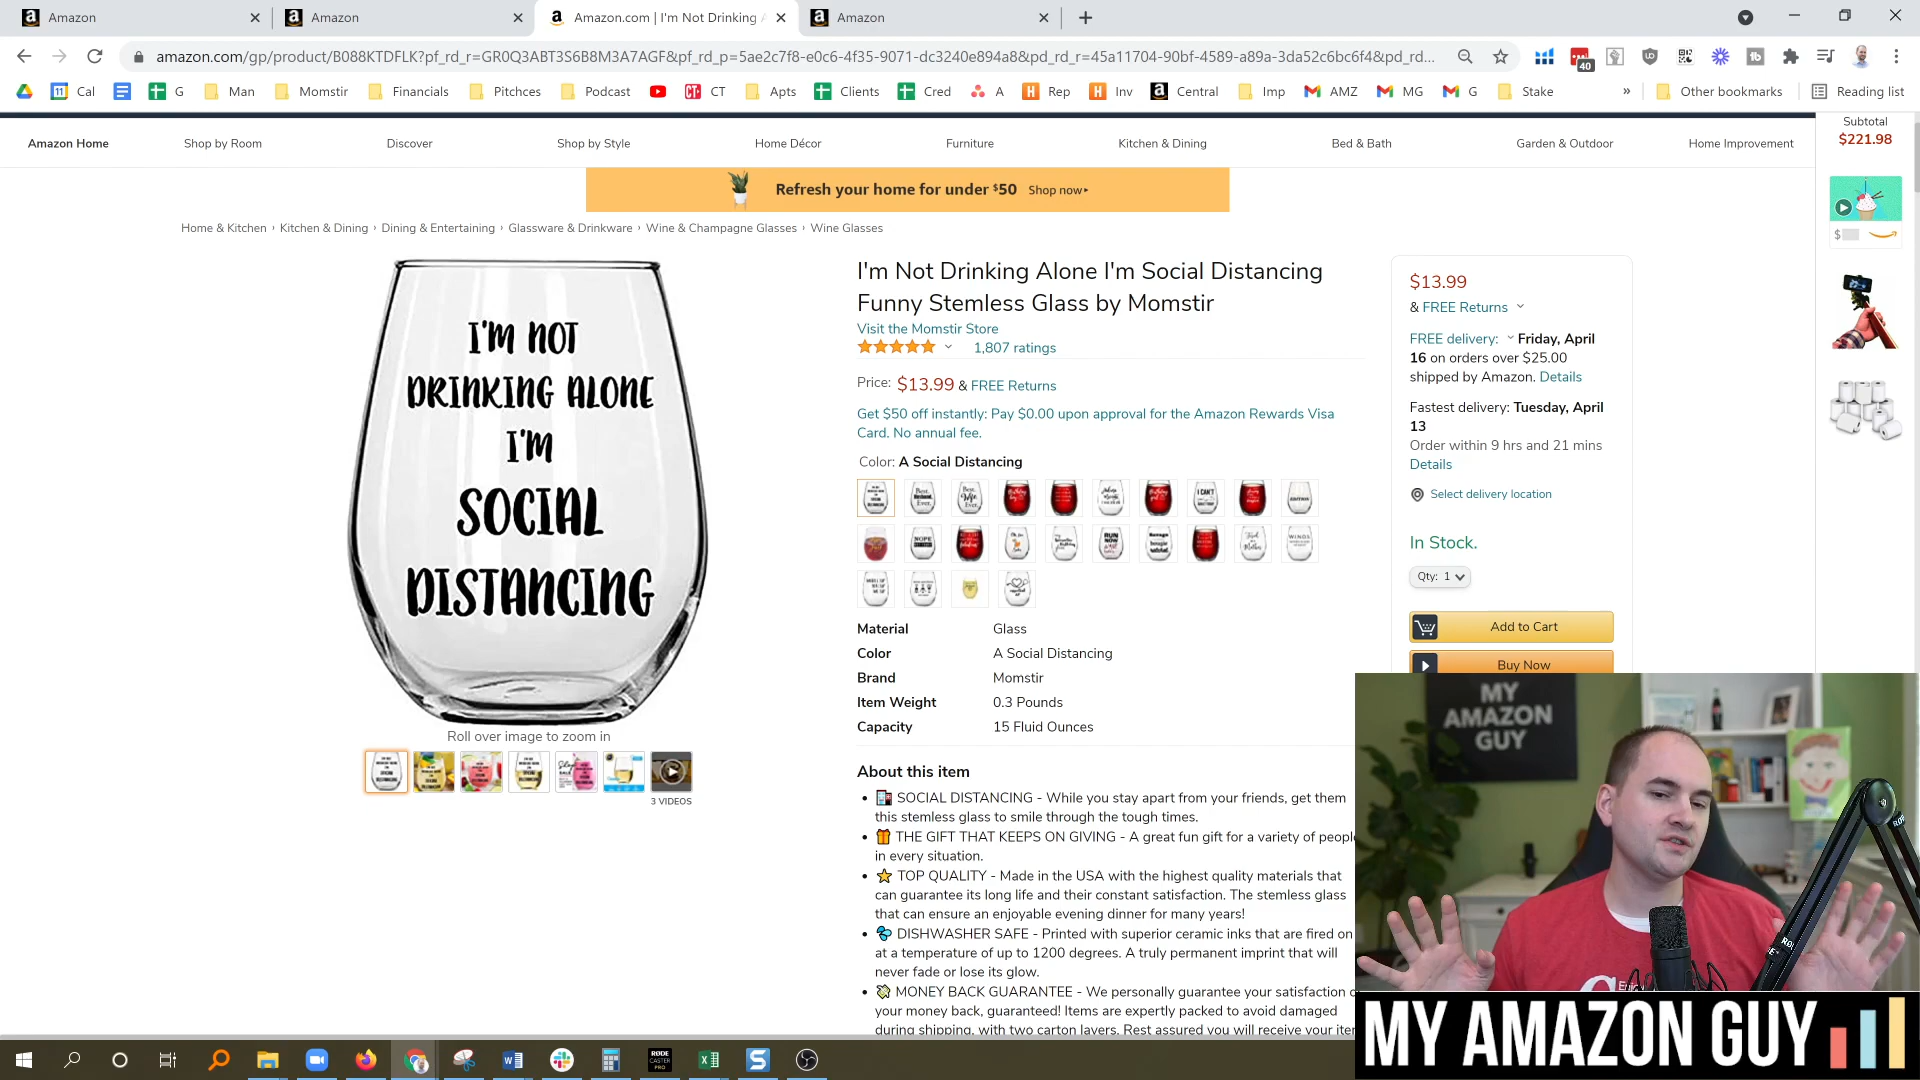 Amazon
Amazon
Amazon.com | I'm Not Drinking A
Amazon
amazon.com/gp/product/B088KTDFLK?pf_rd_r=GR0Q3ABT3S6B8M3A7AGF&pf_rd_p=5ae2c7f8-e0c6-4f35-9071-dc3240e894a8&pd_rd_r=45a11704-90bf-4589-a89a-3da52c6bc6f4&pd_rd...
40
Cal
G
Man
Momstir
Financials
Pitchces
Podcast
CT
Apts
Clients
Cred
A
Rep
Inv
Central
Imp
AMZ
MG
G
Stake
»
Other bookmarks
Reading list
Subtotal
$221.98
Amazon Home
Shop by Room
Discover
Shop by Style
Home Décor
Furniture
Kitchen & Dining
Bed & Bath
Garden & Outdoor
Home Improvement
Refresh your home for under $50 Shop now▸
Home & Kitchen › Kitchen & Dining › Dining & Entertaining › Glassware & Drinkware › Wine & Champagne Glasses › Wine Glasses
I'M NOT
DRINKING ALONE
I'M
SOCIAL
DISTANCING
Roll over image to zoom in
3 VIDEOS
I'm Not Drinking Alone I'm Social Distancing
Funny Stemless Glass by Momstir
Visit the Momstir Store
1,807 ratings
Price: $13.99 & FREE Returns
Get $50 off instantly: Pay $0.00 upon approval for the Amazon Rewards Visa
Card. No annual fee.
Color: A Social Distancing
Material Glass
Color A Social Distancing
Brand Momstir
Item Weight 0.3 Pounds
Capacity 15 Fluid Ounces
About this item
SOCIAL DISTANCING - While you stay apart from your friends, get them
this stemless glass to smile through the tough times.
THE GIFT THAT KEEPS ON GIVING - A great fun gift for a variety of people
in every situation.
TOP QUALITY - Made in the USA with the highest quality materials that
can guarantee its long life and their constant satisfaction. The stemless glass
that can ensure an enjoyable evening dinner for many years!
DISHWASHER SAFE - Printed with superior ceramic inks that are fired on
at a temperature of up to 1200 degrees. A truly permanent imprint that will
never fade or lose its glow.
MONEY BACK GUARANTEE - We personally guarantee your satisfaction o
your money back, guaranteed! Items are expertly packed to avoid damaged
during shipping, with two carton layers. Rest assured you will receive your iter
$13.99
& FREE Returns
FREE delivery: Friday, April
16 on orders over $25.00
shipped by Amazon. Details
Fastest delivery: Tuesday, April
13
Order within 9 hrs and 21 mins
Details
Select delivery location
In Stock.
Qty: 1
Add to Cart
Buy Now
MY
AMAZON
GUY
MY AMAZON GUY